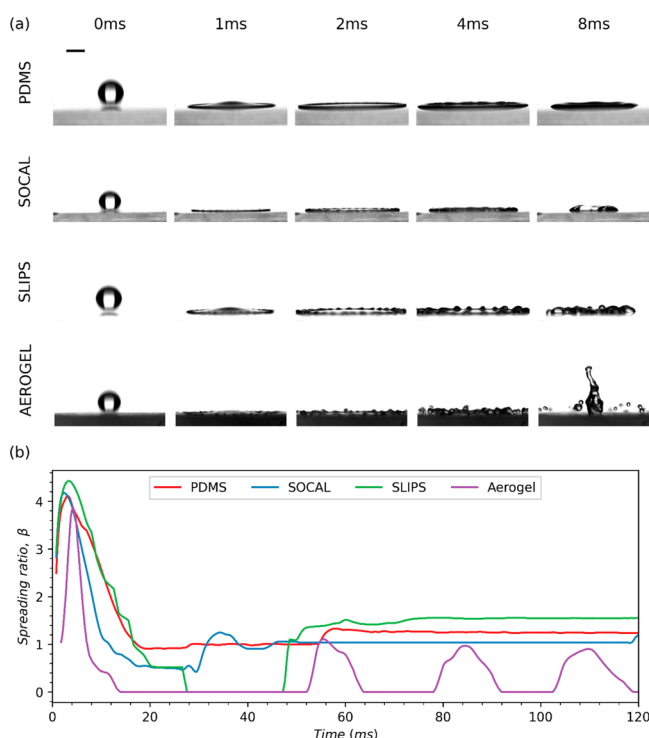 (a)
0ms 1ms 2ms 4ms 8ms
PDMS
SOCAL
SLIPS
AEROGEL
(b)
PDMS SOCAL SLIPS Aerogel
Spreading ratio, β
4
3
2
1
0
0 20 40 60 80 100 120
Time (ms)